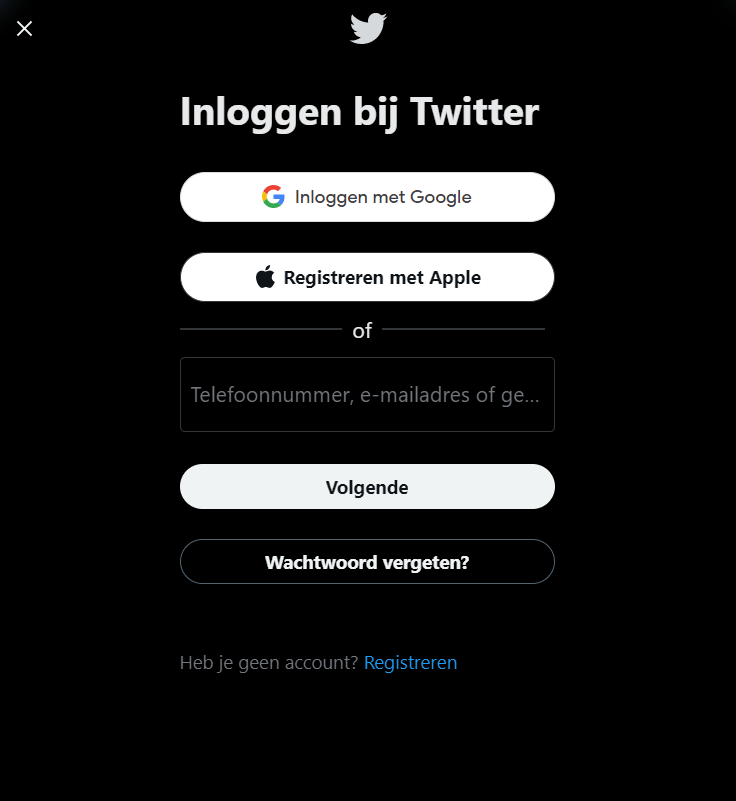 Inloggen bij Twitter
Inloggen met Google
Registreren met Apple
of
Telefoonnummer, e-mailadres of ge...
Volgende
Wachtwoord vergeten?
Heb je geen account? Registreren